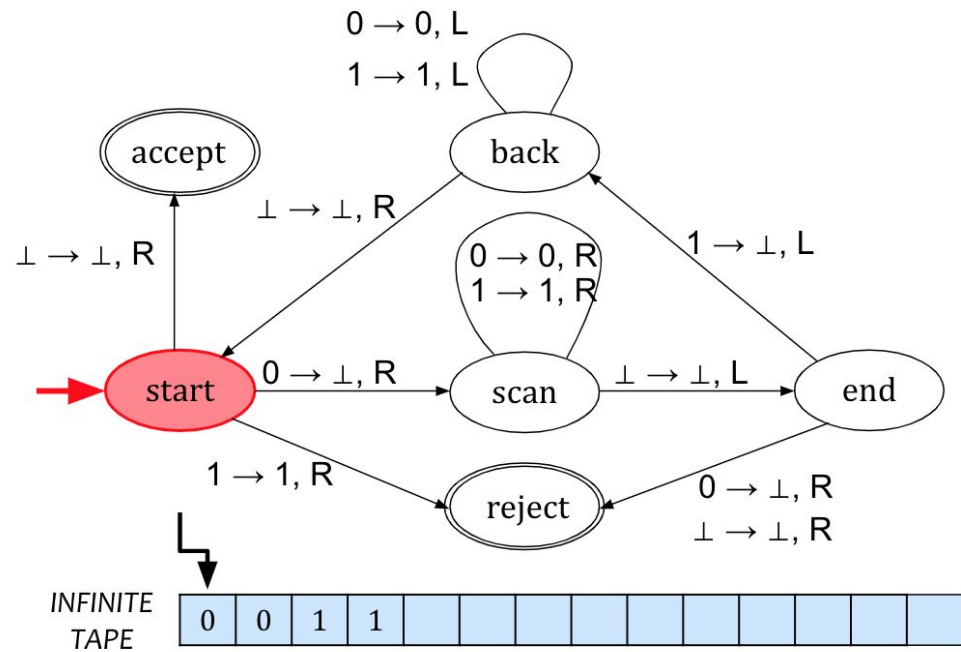 0 → 0, L
1 → 1, L
accept
back
⊥ → ⊥, R
⊥ → ⊥, R
0 → 0, R
1 → 1, R
1 → ⊥, L
start
0 → ⊥, R
scan
⊥ → ⊥, L
end
1 → 1, R
reject
0 → ⊥, R
⊥ → ⊥, R
INFINITE
TAPE
0 0 1 1